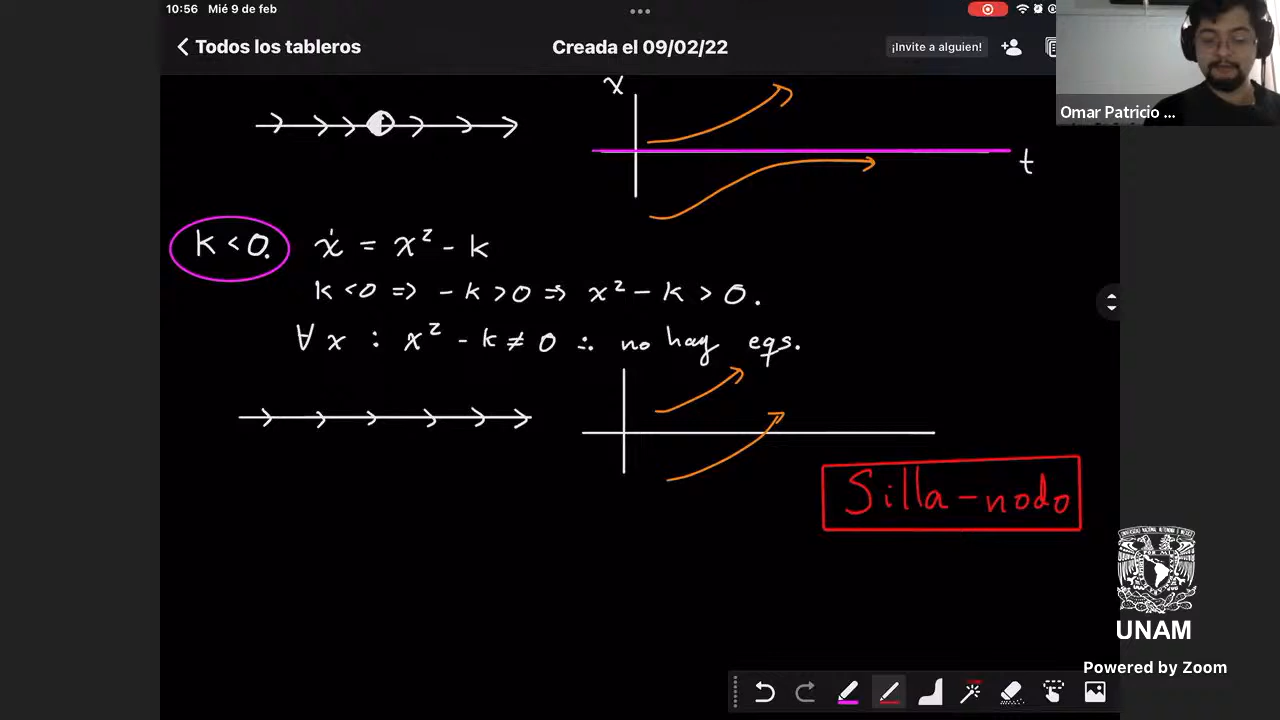 10:56 Mié 9 de feb
Todos los tableros
Creada el 09/02/22
¡Invite a alguien!
Omar Patricio ...
x
t
k < 0. ẋ = x² - k
k < 0 ⇒ - k > 0 ⇒ x² - k > 0.
∀ x : x² - k ≠ 0 ∴ no hay eqs.
Silla-nodo
UNAM
Powered by Zoom